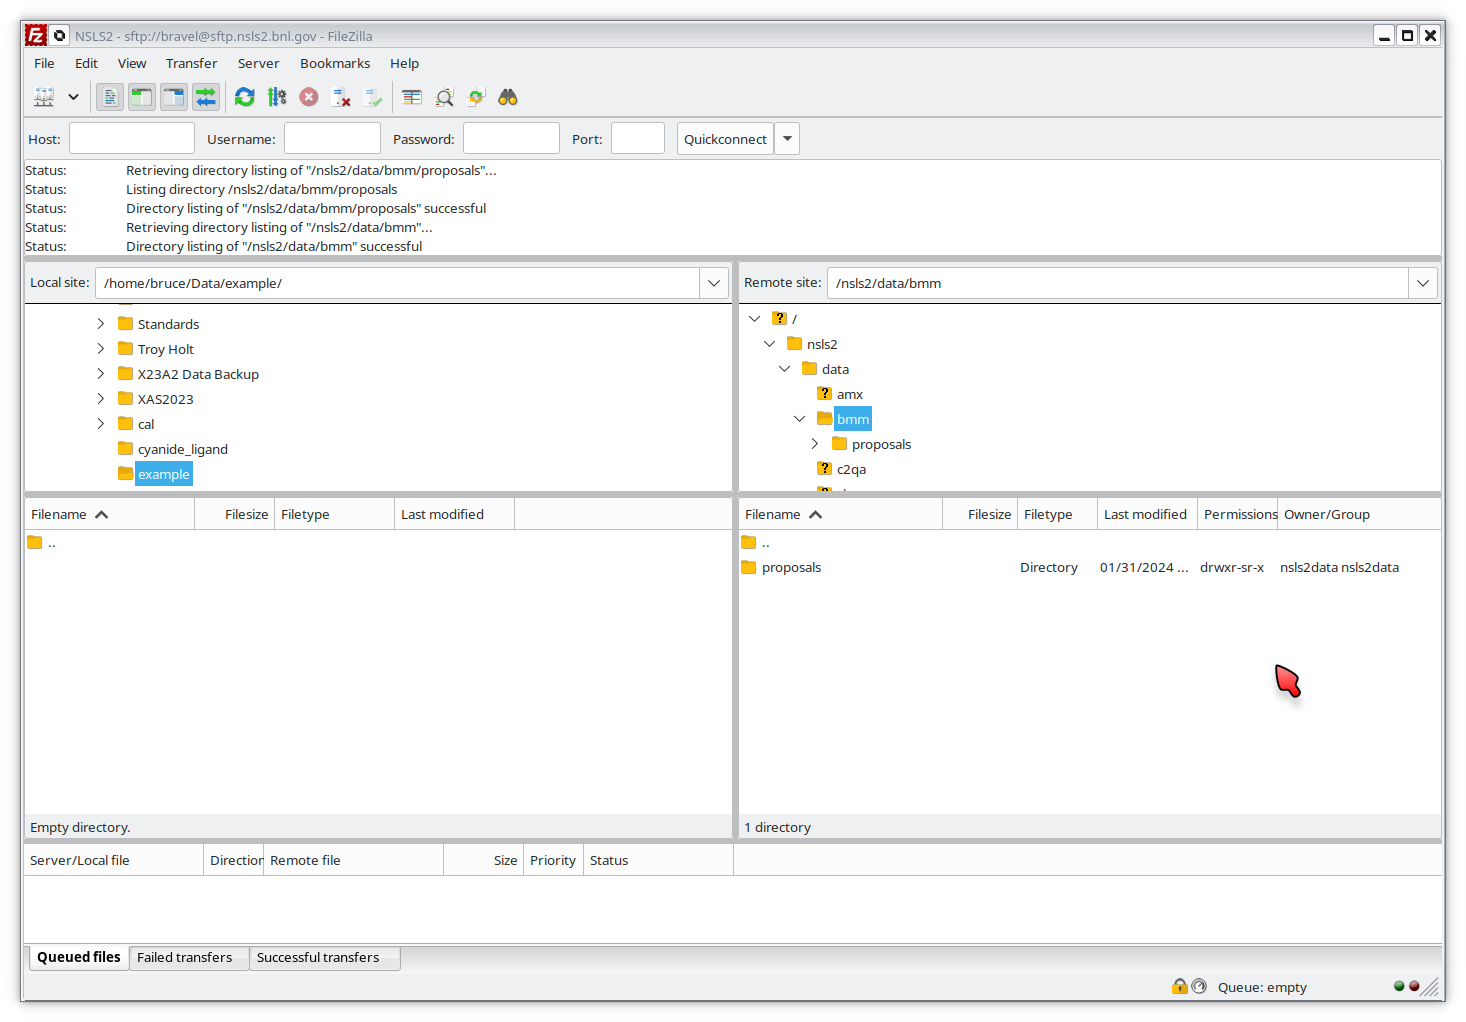 NSLS2 - sftp://bravel@sftp.nsls2.bnl.gov - FileZilla
File Edit View Transfer Server Bookmarks Help
Host: Username: Password: Port: Quickconnect
Status: Retrieving directory listing of "/nsls2/data/bmm/proposals"...
Status: Listing directory /nsls2/data/bmm/proposals
Status: Directory listing of "/nsls2/data/bmm/proposals" successful
Status: Retrieving directory listing of "/nsls2/data/bmm"...
Status: Directory listing of "/nsls2/data/bmm" successful
Local site: /home/bruce/Data/example/
Standards
Troy Holt
X23A2 Data Backup
XAS2023
cal
cyanide_ligand
example
Remote site: /nsls2/data/bmm
/
nsls2
data
amx
bmm
proposals
c2qa
Filename Filesize Filetype Last modified
..
Empty directory.
Filename Filesize Filetype Last modified Permissions Owner/Group
..
proposals Directory 01/31/2024 ... drwxr-sr-x nsls2data nsls2data
1 directory
Server/Local file Direction Remote file Size Priority Status
Queued files Failed transfers Successful transfers
Queue: empty